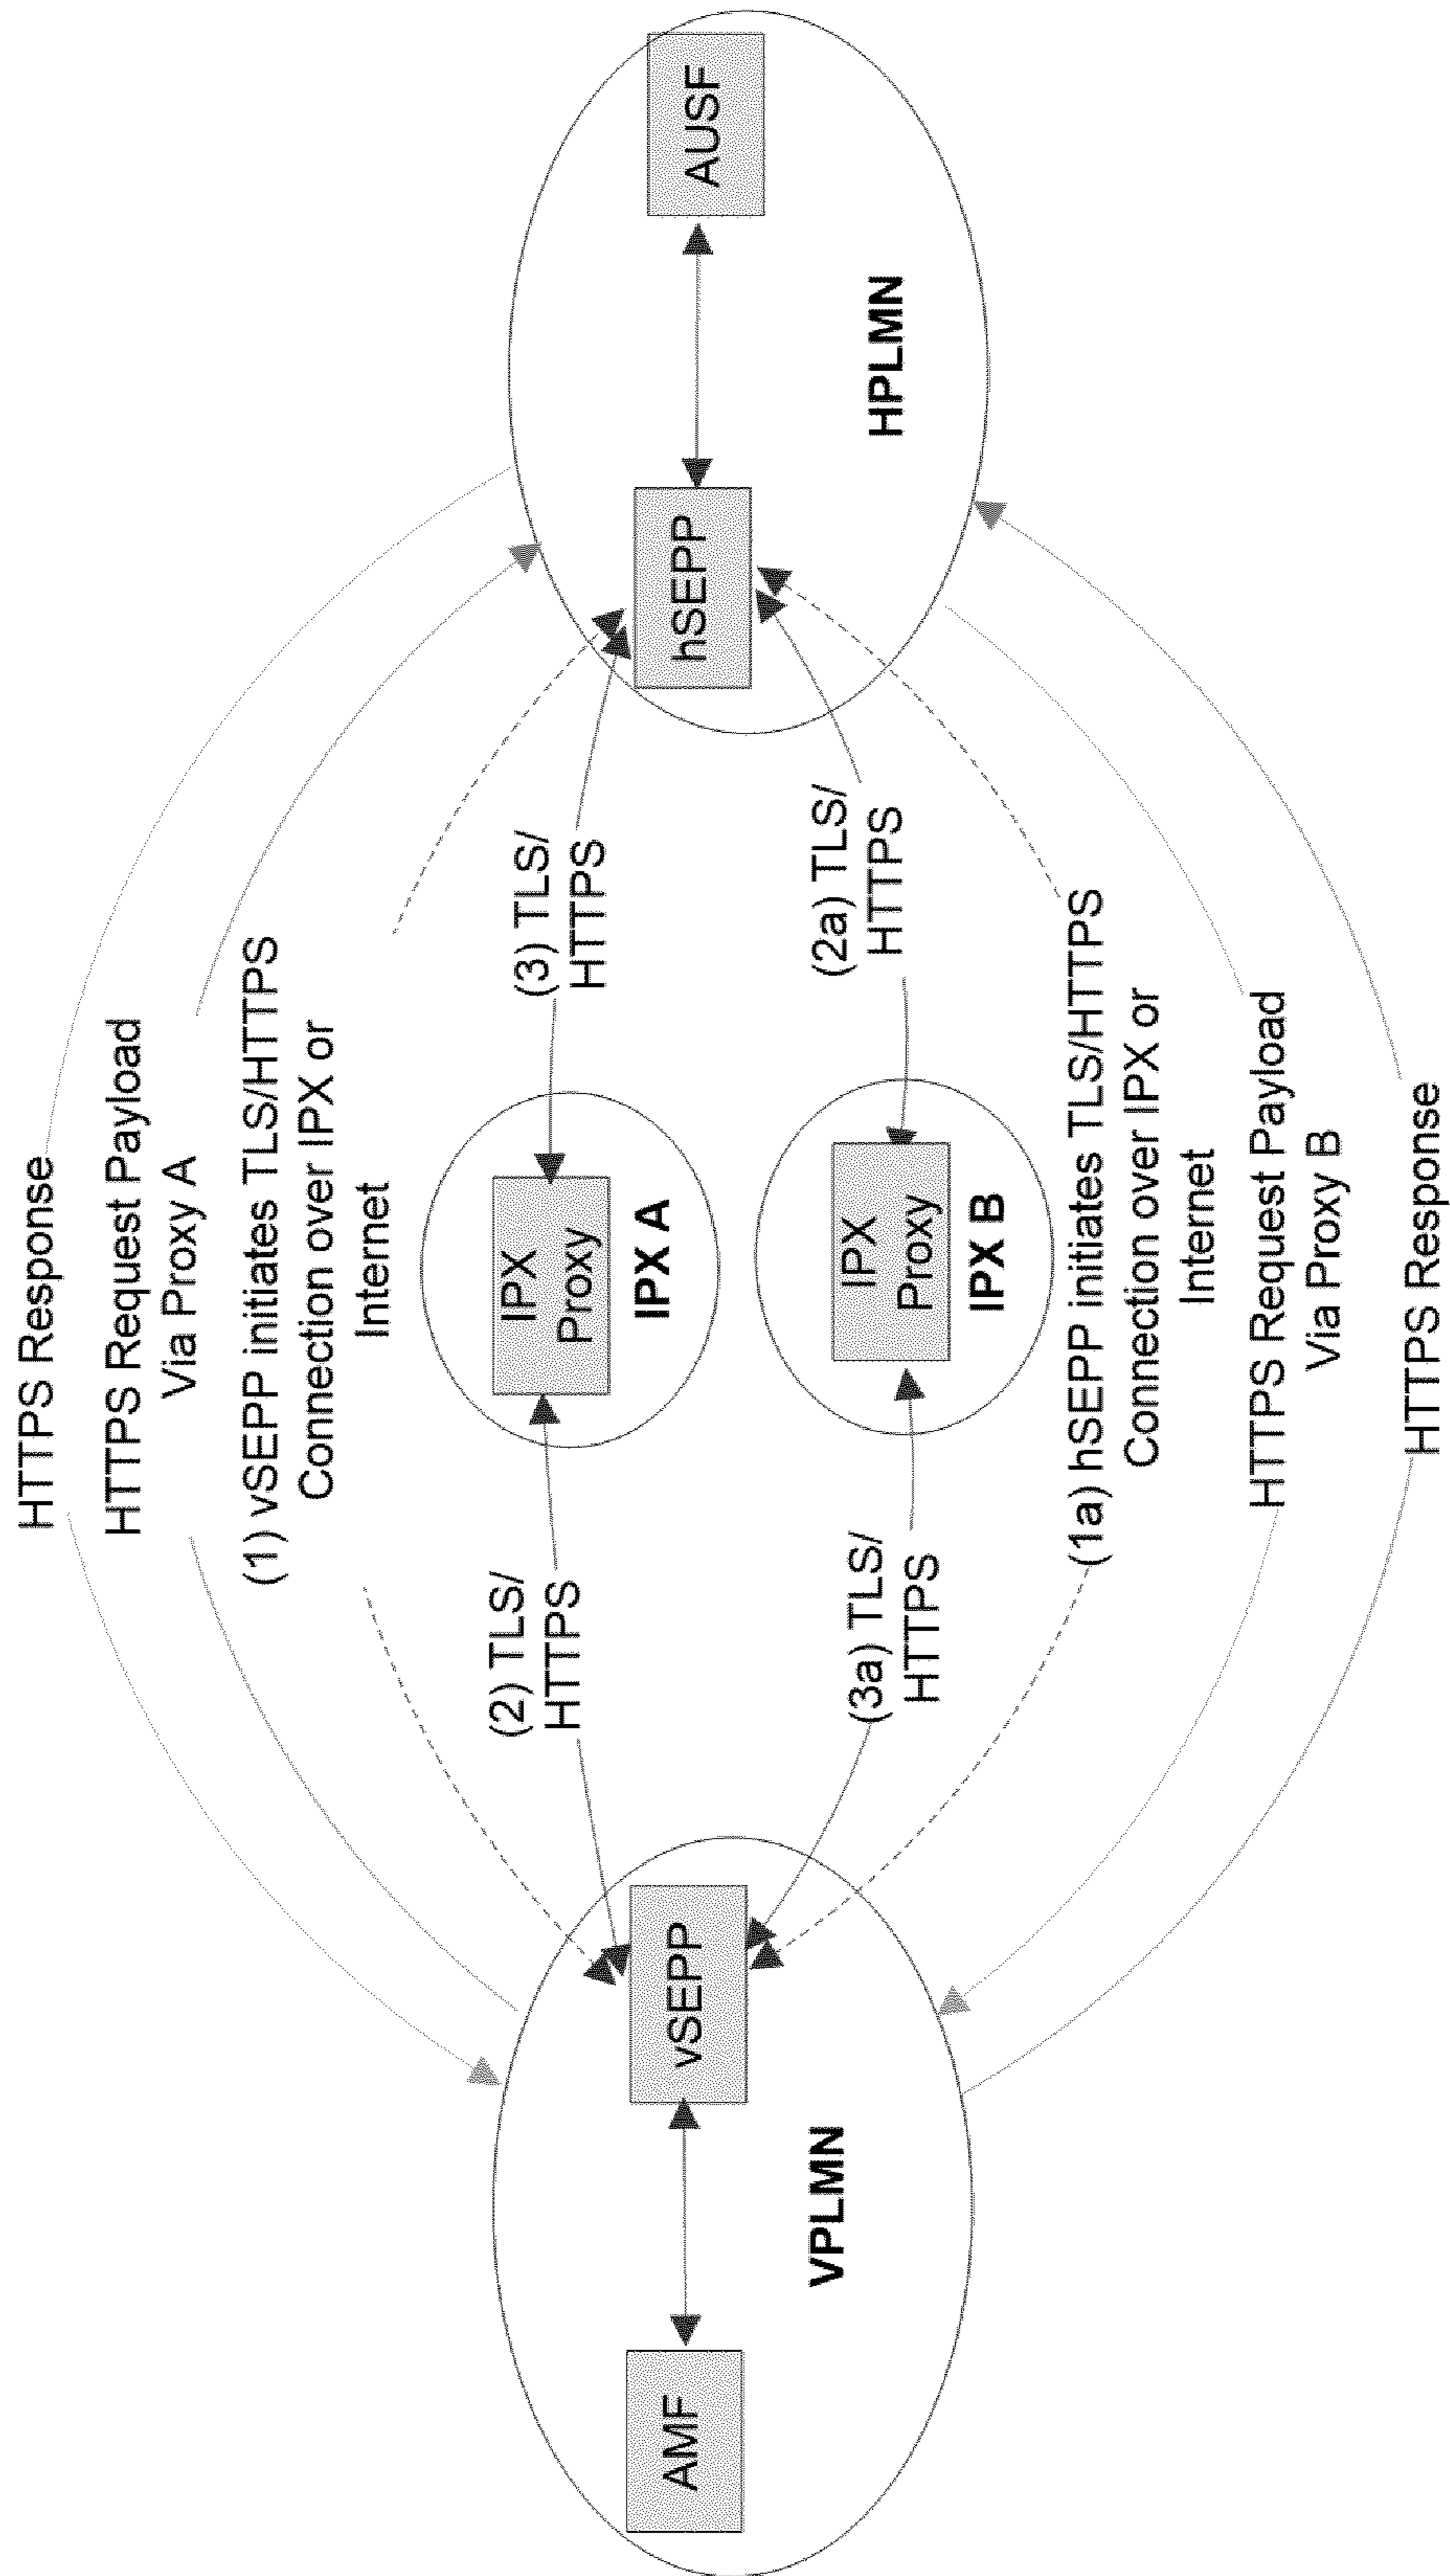 HTTPS Response
HTTPS Request Payload
Via Proxy A
(1) vSEPP initiates TLS/HTTPS
Connection over IPX or
Internet
(2) TLS/
HTTPS
(3) TLS/
HTTPS
IPX
Proxy
IPX A
AMF
vSEPP
VPLMN
hSEPP
AUSF
HPLMN
IPX
Proxy
IPX B
(3a) TLS/
HTTPS
(2a) TLS/
HTTPS
(1a) hSEPP initiates TLS/HTTPS
Connection over IPX or
Internet
HTTPS Request Payload
Via Proxy B
HTTPS Response